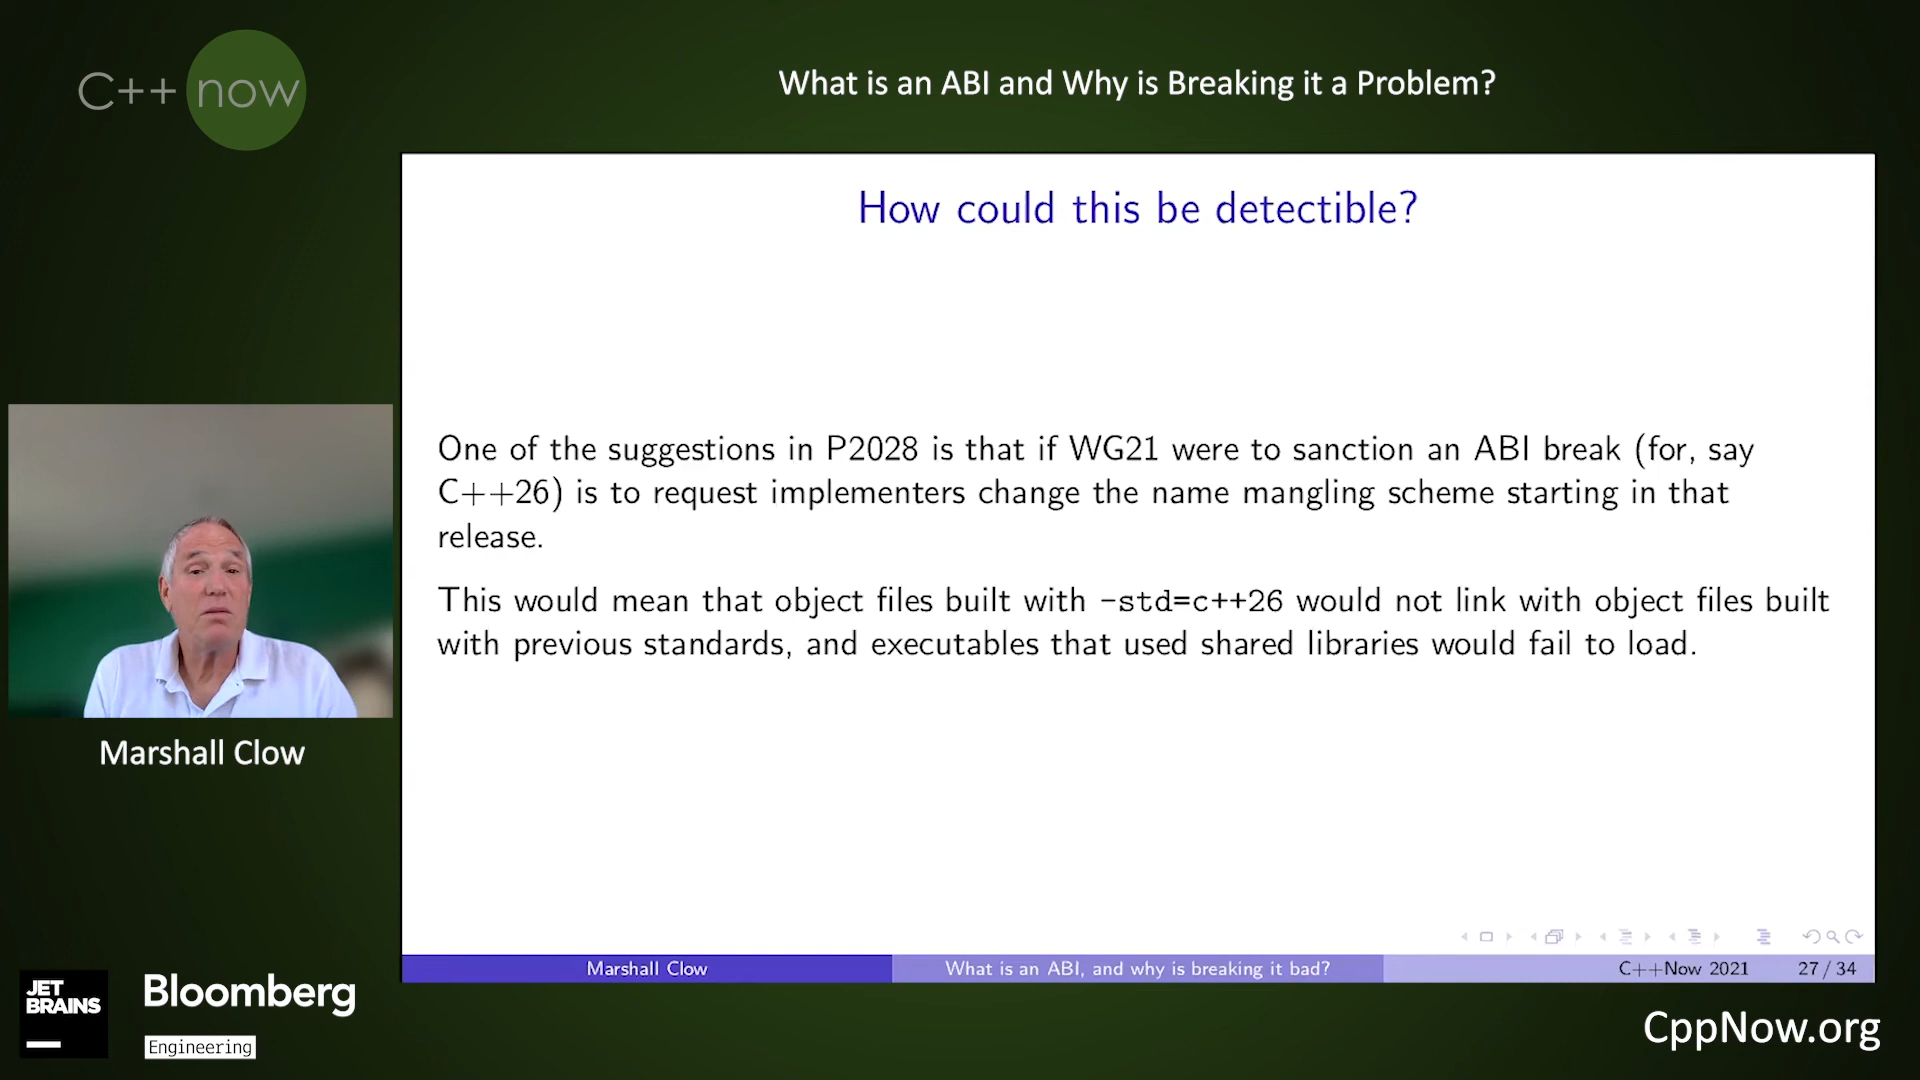 C++ now
What is an ABI and Why is Breaking it a Problem?
How could this be detectible?
One of the suggestions in P2028 is that if WG21 were to sanction an ABI break (for, say
C++26) is to request implementers change the name mangling scheme starting in that
release.
This would mean that object files built with -std=c++26 would not link with object files built
with previous standards, and executables that used shared libraries would fail to load.
Marshall Clow
Marshall Clow
What is an ABI, and why is breaking it bad?
C++Now 2021
27 / 34
JET
BRAINS
Bloomberg
Engineering
CppNow.org